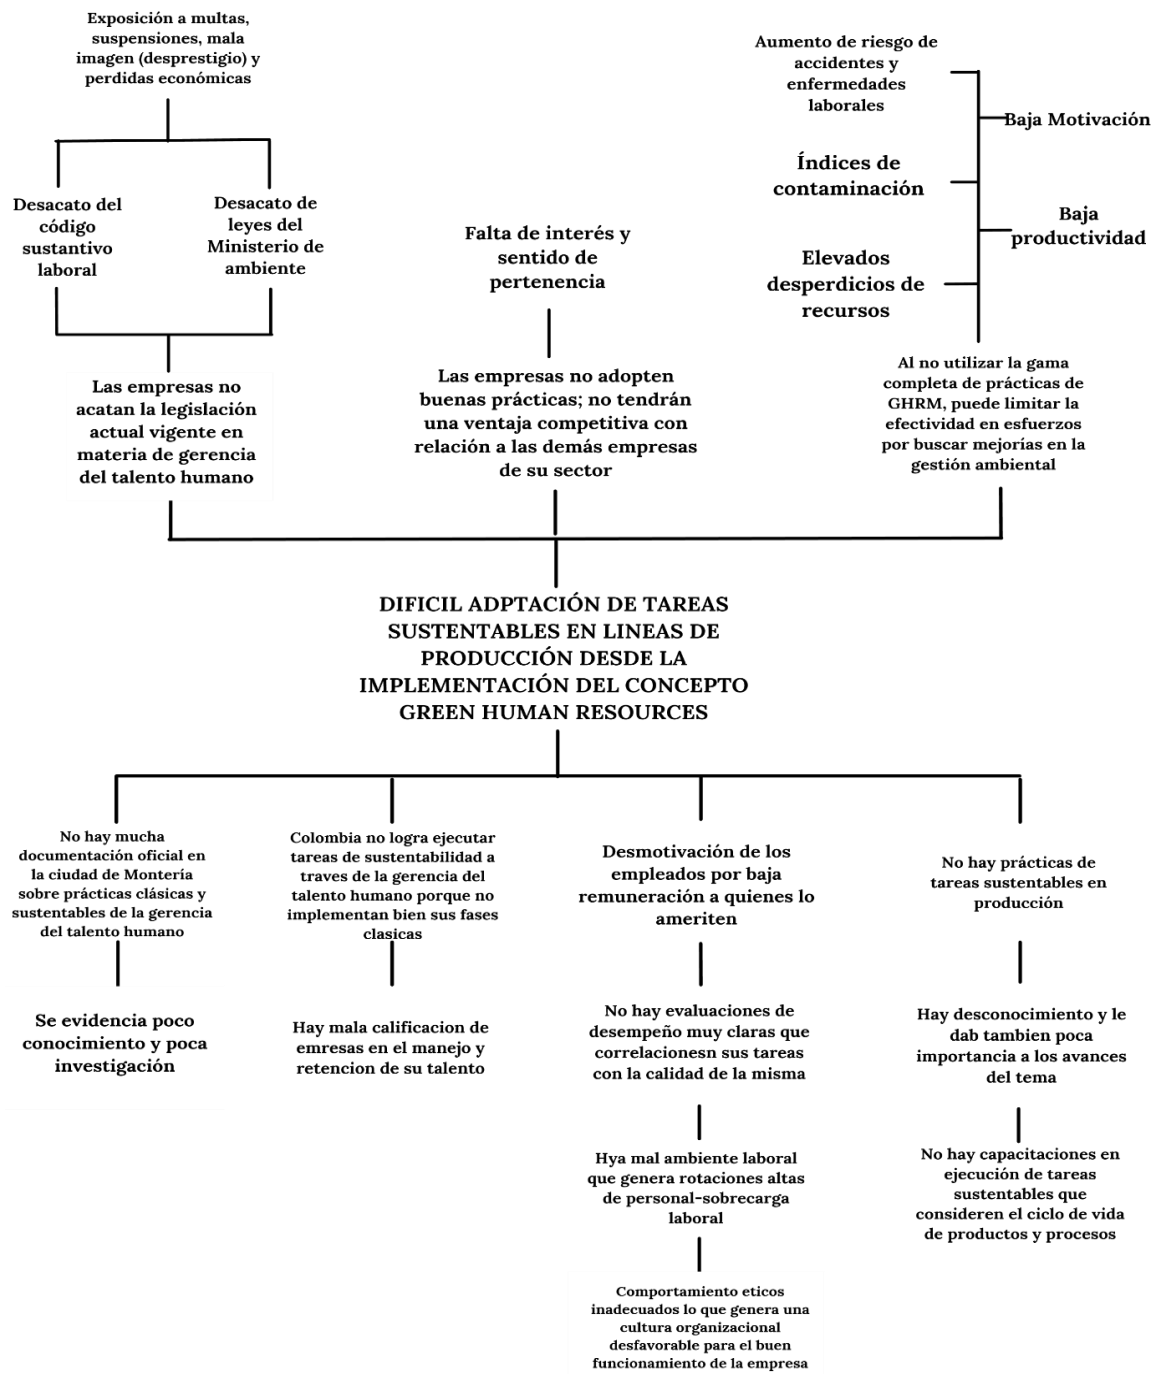 Exposición a multas,
suspensiones, mala
imagen (desprestigio) y
perdidas económicas
Desacato del
código
sustantivo
laboral
Desacato de
leyes del
Ministerio de
ambiente
Las empresas no
acatan la legislación
actual vigente en
materia de gerencia
del talento humano
Falta de interés y
sentido de
pertenencia
Las empresas no adopten
buenas prácticas; no tendrán
una ventaja competitiva con
relación a las demás empresas
de su sector
Aumento de riesgo de
accidentes y
enfermedades
laborales
Baja Motivación
Índices de
contaminación
Baja
productividad
Elevados
desperdicios de
recursos
Al no utilizar la gama
completa de prácticas de
GHRM, puede limitar la
efectividad en esfuerzos
por buscar mejorías en la
gestión ambiental
DIFICIL ADPTACIÓN DE TAREAS
SUSTENTABLES EN LINEAS DE
PRODUCCIÓN DESDE LA
IMPLEMENTACIÓN DEL CONCEPTO
GREEN HUMAN RESOURCES
No hay mucha
documentación oficial en
la ciudad de Montería
sobre prácticas clásicas y
sustentables de la gerencia
del talento humano
Se evidencia poco
conocimiento y poca
investigación
Colombia no logra ejecutar
tareas de sustentabilidad a
traves de la gerencia del
talento humano porque no
implementan bien sus fases
clasicas
Hay mala calificacion de
emresas en el manejo y
retencion de su talento
Desmotivación de los
empleados por baja
remuneración a quienes lo
ameriten
No hay evaluaciones de
desempeño muy claras que
correlacionesn sus tareas
con la calidad de la misma
Hya mal ambiente laboral
que genera rotaciones altas
de personal-sobrecarga
laboral
Comportamiento eticos
inadecuados lo que genera una
cultura organizacional
desfavorable para el buen
funcionamiento de la empresa
No hay prácticas de
tareas sustentables en
producción
Hay desconocimiento y le
dab tambien poca
importancia a los avances
del tema
No hay capacitaciones en
ejecución de tareas
sustentables que
consideren el ciclo de vida
de productos y procesos